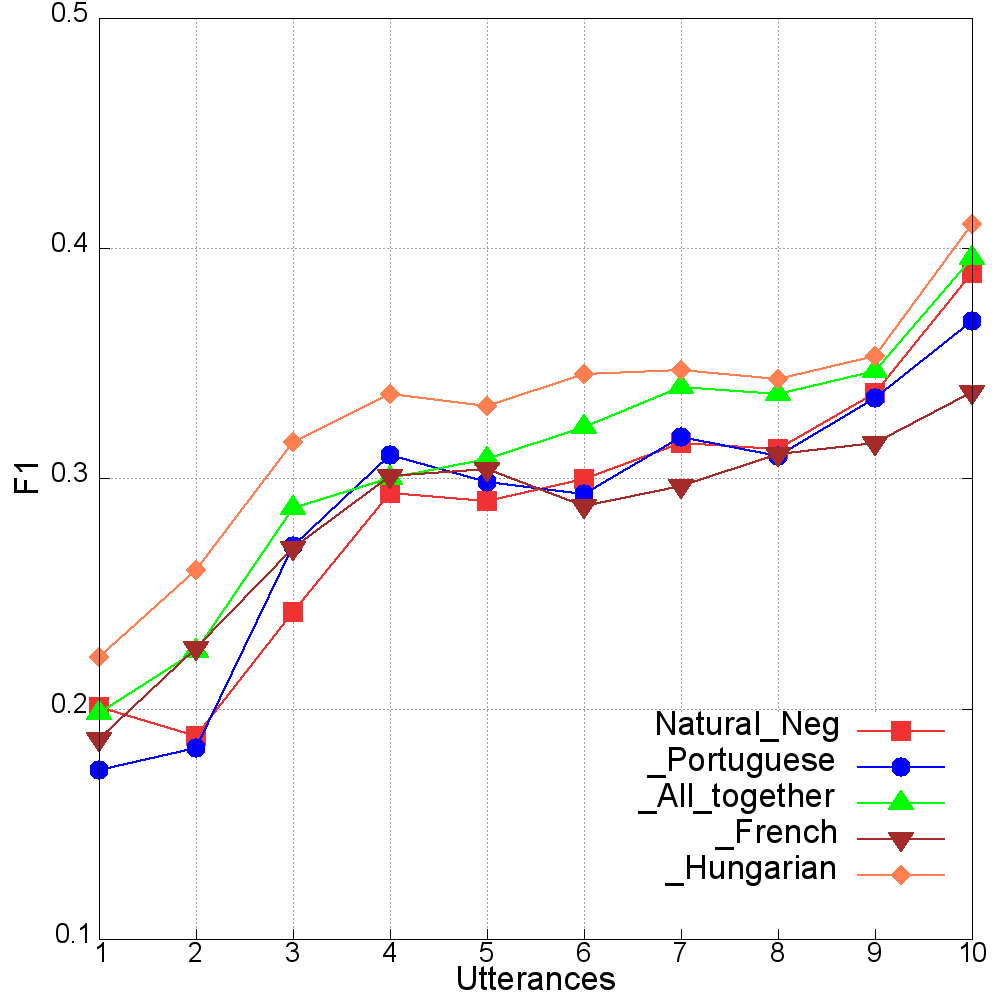 0.5
0.4
0.3
0.2
0.1
F1
1 2 3 4 5 6 7 8 9 10
Utterances
Natural_Neg
_Portuguese
_All_together
_French
_Hungarian